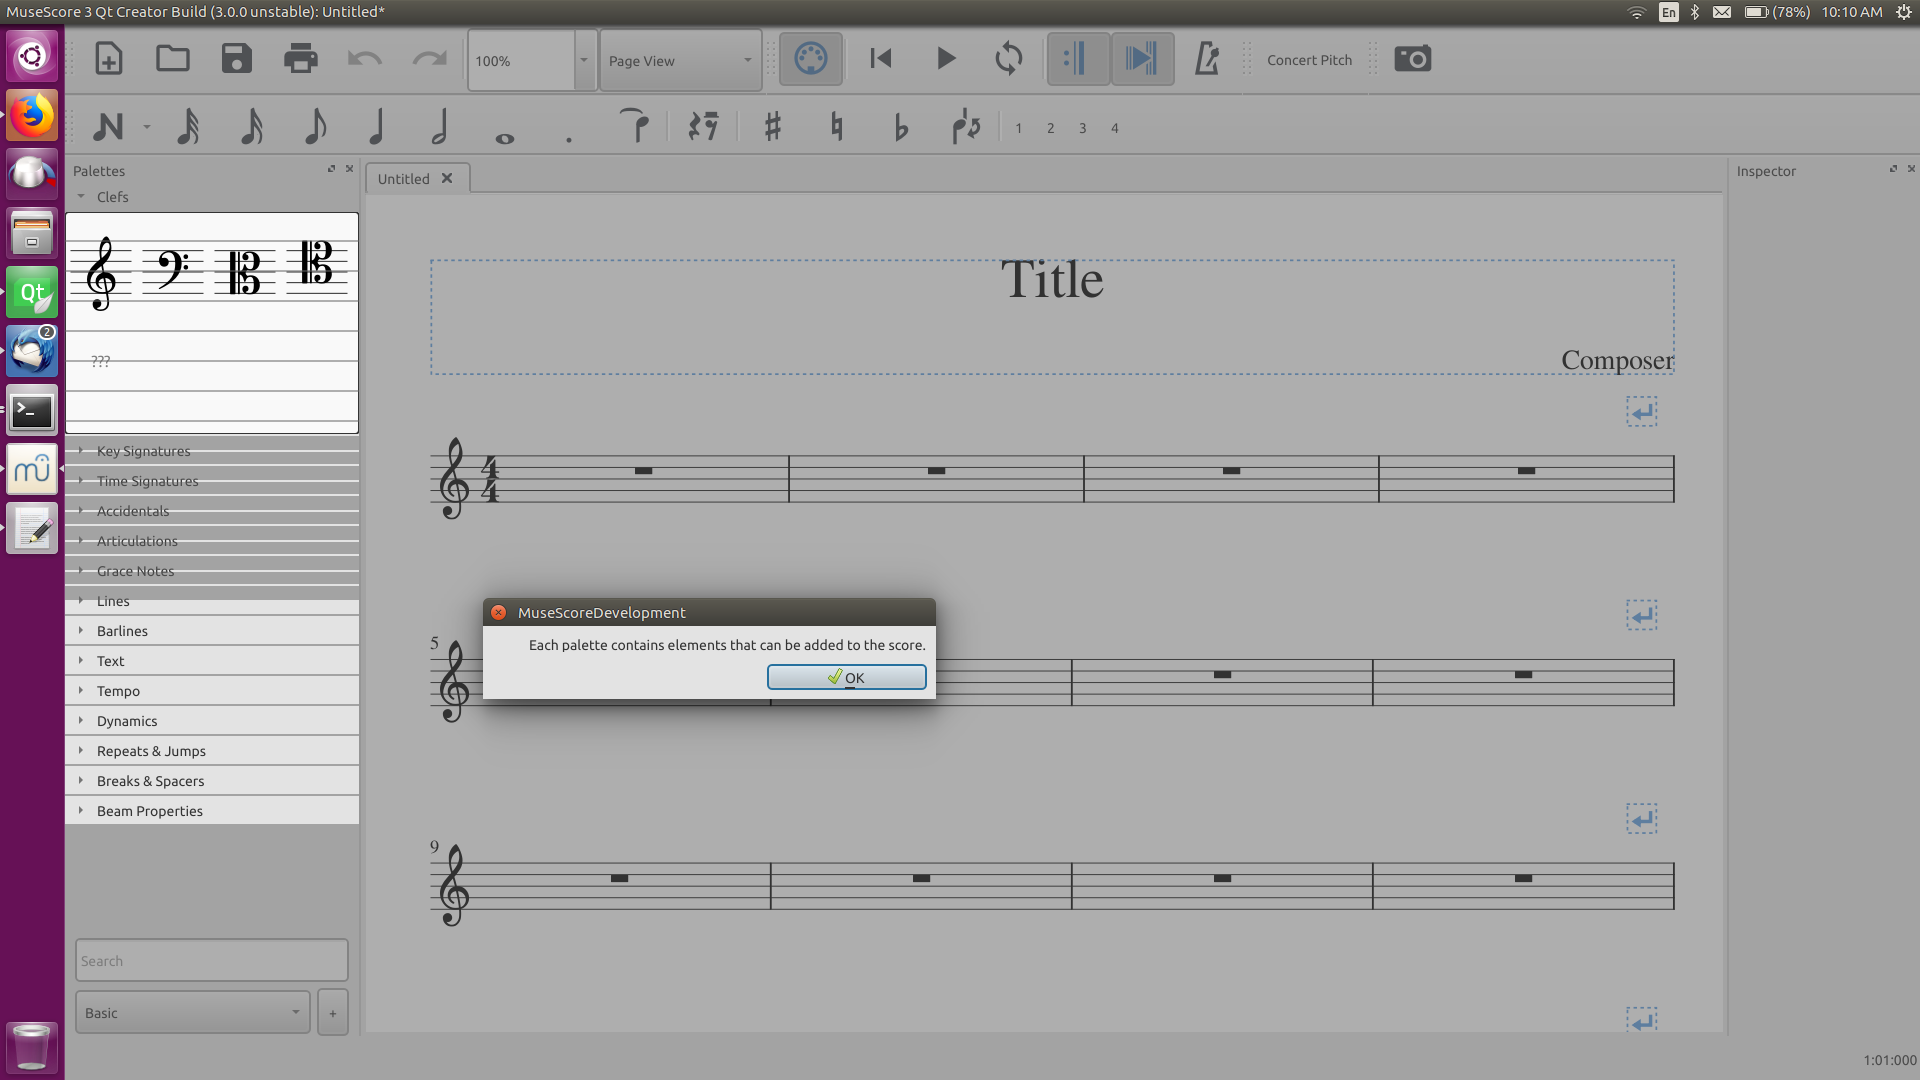 MuseScore 3 Qt Creator Build (3.0.0 unstable): Untitled*
En
(78%)
10:10 AM
100%
Page View
Concert Pitch
1 2 3 4
Palettes
Clefs
???
Key Signatures
Time Signatures
Accidentals
Articulations
Grace Notes
Lines
Barlines
Text
Tempo
Dynamics
Repeats & Jumps
Breaks & Spacers
Beam Properties
Search
Basic
+
Qt
2
>_
Untitled
Inspector
Title
Composer
4
4
MuseScoreDevelopment
Each palette contains elements that can be added to the score.
OK
5
9
1:01:000